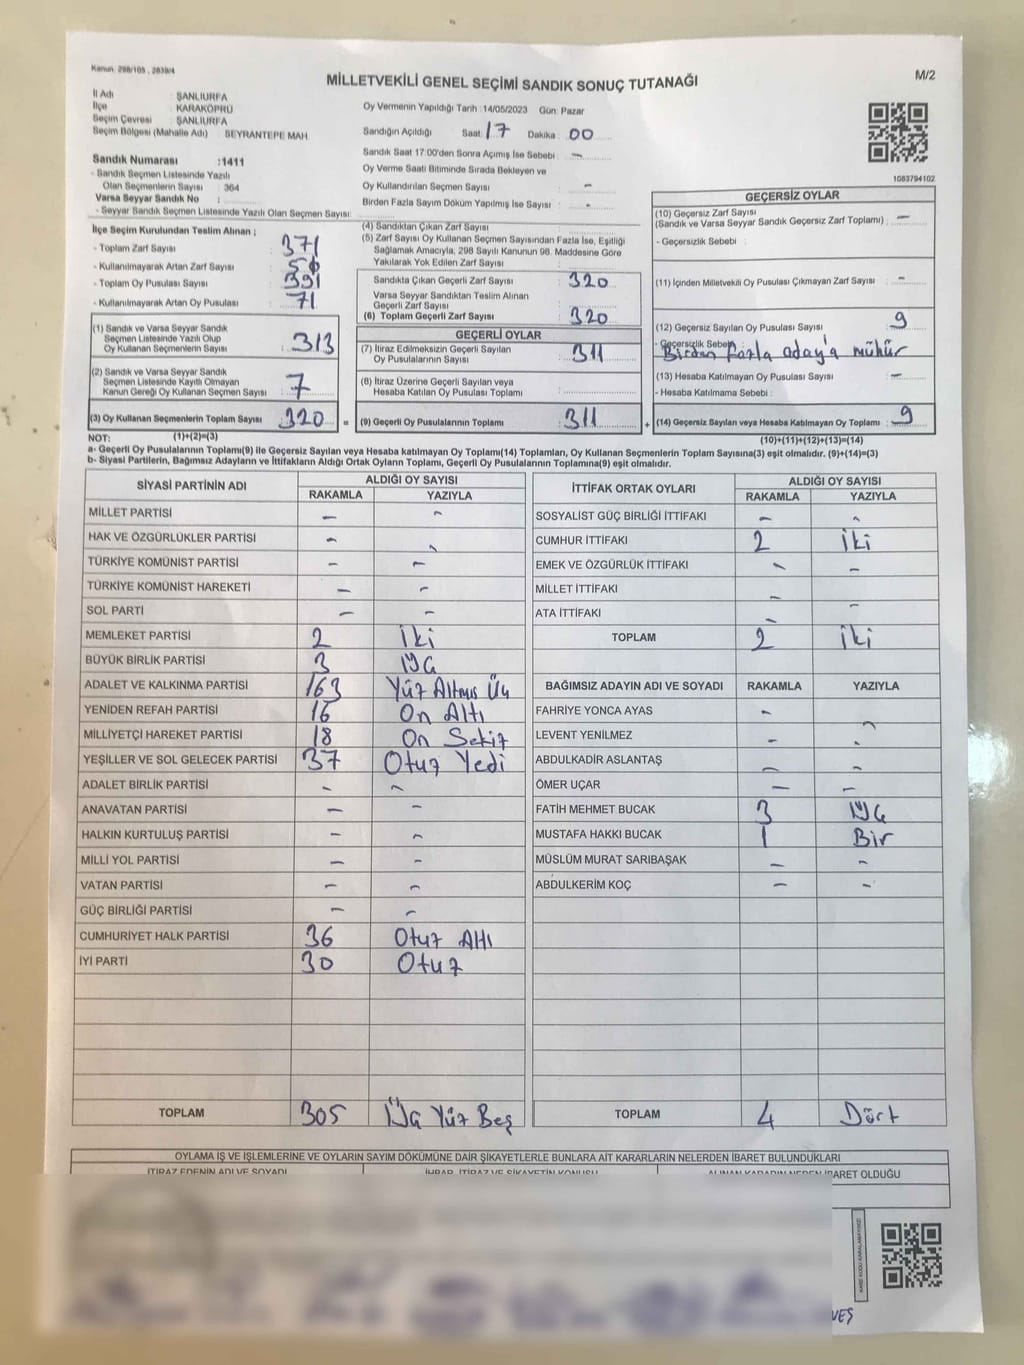 Kanun: 298/105 , 2839/4
MİLLETVEKİLİ GENEL SEÇİMİ SANDIK SONUÇ TUTANAĞI
M/2
İl Adı : ŞANLIURFA
İlçe : KARAKÖPRÜ
Seçim Çevresi : ŞANLIURFA
Seçim Bölgesi (Mahalle Adı) : SEYRANTEPE MAH.
Sandık Numarası :1411
- Sandık Seçmen Listesinde Yazılı
Olan Seçmenlerin Sayısı : 364
Varsa Seyyar Sandık No :
- Seyyar Sandık Seçmen Listesinde Yazılı Olan Seçmen Sayısı:
Oy Vermenin Yapıldığı Tarih :14/05/2023 Gün: Pazar
Sandığın Açıldığı Saat 17 Dakika 00
Sandık Saat 17:00'den Sonra Açımış İse Sebebi : -
Oy Verme Saati Bitiminde Sırada Bekleyen ve
Oy Kullandırılan Seçmen Sayısı -
Birden Fazla Sayım Döküm Yapılmış İse Sayısı : -
1083794102
İlçe Seçim Kurulundan Teslim Alınan ;
- Toplam Zarf Sayısı 371
- Kullanılmayarak Artan Zarf Sayısı
- Toplam Oy Pusulası Sayısı 391
- Kullanılmayarak Artan Oy Pusulası 71
(1) Sandık ve Varsa Seyyar Sandık
Seçmen Listesinde Yazılı Olup
Oy Kullanan Seçmenlerin Sayısı 313
(2) Sandık ve Varsa Seyyar Sandık
Seçmen Listesinde Kayıtlı Olmayan
Kanun Gereği Oy Kullanan Seçmen Sayısı 7
(3) Oy Kullanan Seçmenlerin Toplam Sayısı 320 =
(4) Sandıktan Çıkan Zarf Sayısı
(5) Zarf Sayısı Oy Kullanan Seçmen Sayısından Fazla İse, Eşitliği
Sağlamak Amacıyla, 298 Sayılı Kanunun 98. Maddesine Göre
Yakılarak Yok Edilen Zarf Sayısı
Sandıkta Çıkan Geçerli Zarf Sayısı 320
Varsa Seyyar Sandıktan Teslim Alınan
Geçerli Zarf Sayısı
(6) Toplam Geçerli Zarf Sayısı 320
GEÇERLİ OYLAR
(7) İtiraz Edilmeksizin Geçerli Sayılan
Oy Pusulalarının Sayısı 311
(8) İtiraz Üzerine Geçerli Sayılan veya
Hesaba Katılan Oy Pusulası Toplamı
(9) Geçerli Oy Pusulalarının Toplamı 311 +
GEÇERSİZ OYLAR
(10) Geçersiz Zarf Sayısı
(Sandık ve Varsa Seyyar Sandık Geçersiz Zarf Toplamı) : -
- Geçersizlik Sebebi :
(11) İçinden Milletvekili Oy Pusulası Çıkmayan Zarf Sayısı : -
(12) Geçersiz Sayılan Oy Pusulası Sayısı : 9
- Geçersizlik Sebebi :
Birden fazla aday'a mühür
(13) Hesaba Katılmayan Oy Pusulası Sayısı : -
- Hesaba Katılmama Sebebi :
(14) Geçersiz Sayılan veya Hesaba Katılmayan Oy Toplamı : 9
NOT: (1)+(2)=(3)
(10)+(11)+(12)+(13)=(14)
a- Geçerli Oy Pusulalarının Toplamı(9) ile Geçersiz Sayılan veya Hesaba Katılmayan Oy Toplamı(14) Toplamları, Oy Kullanan Seçmenlerin Toplam Sayısına(3) eşit olmalıdır. (9)+(14)=(3)
b- Siyasi Partilerin, Bağımsız Adayların ve İttifakların Aldığı Ortak Oyların Toplamı, Geçerli Oy Pusulalarının Toplamına(9) eşit olmalıdır.
SİYASİ PARTİNİN ADI ALDIĞI OY SAYISI
RAKAMLA YAZIYLA
MİLLET PARTİSİ - -
HAK VE ÖZGÜRLÜKLER PARTİSİ - -
TÜRKİYE KOMÜNİST PARTİSİ - -
TÜRKİYE KOMÜNİST HAREKETİ - -
SOL PARTİ - -
MEMLEKET PARTİSİ 2 İki
BÜYÜK BİRLİK PARTİSİ 3 Üç
ADALET VE KALKINMA PARTİSİ 163 Yüz Altmış Üç
YENİDEN REFAH PARTİSİ 16 On Altı
MİLLİYETÇİ HAREKET PARTİSİ 18 On Sekiz
YEŞİLLER VE SOL GELECEK PARTİSİ 37 Otuz Yedi
ADALET BİRLİK PARTİSİ - -
ANAVATAN PARTİSİ - -
HALKIN KURTULUŞ PARTİSİ - -
MİLLİ YOL PARTİSİ - -
VATAN PARTİSİ - -
GÜÇ BİRLİĞİ PARTİSİ - -
CUMHURİYET HALK PARTİSİ 36 Otuz Altı
İYİ PARTİ 30 Otuz
TOPLAM 305 Üç Yüz Beş
İTTİFAK ORTAK OYLARI ALDIĞI OY SAYISI
RAKAMLA YAZIYLA
SOSYALİST GÜÇ BİRLİĞİ İTTİFAKI - -
CUMHUR İTTİFAKI 2 İki
EMEK VE ÖZGÜRLÜK İTTİFAKI - -
MİLLET İTTİFAKI - -
ATA İTTİFAKI -
TOPLAM 2 İki
BAĞIMSIZ ADAYIN ADI VE SOYADI RAKAMLA YAZIYLA
FAHRİYE YONCA AYAS - -
LEVENT YENİLMEZ - -
ABDULKADİR ASLANTAŞ - -
ÖMER UÇAR - -
FATİH MEHMET BUCAK 3 Üç
MUSTAFA HAKKI BUCAK 1 Bir
MÜSLÜM MURAT SARIBAŞAK - -
ABDULKERİM KOÇ - -
TOPLAM 4 Dört
OYLAMA İŞ VE İŞLEMLERİNE VE OYLARIN SAYIM DÖKÜMÜNE DAİR ŞİKAYETLERLE BUNLARA AİT KARARLARIN NELERDEN İBARET BULUNDUKLARI
İTİRAZ EDENİN ADI VE SOYADI İHBAR, İTİRAZ VE ŞİKAYETİN KONUSU ALINAN KARARIN NEDEN İBARET OLDUĞU